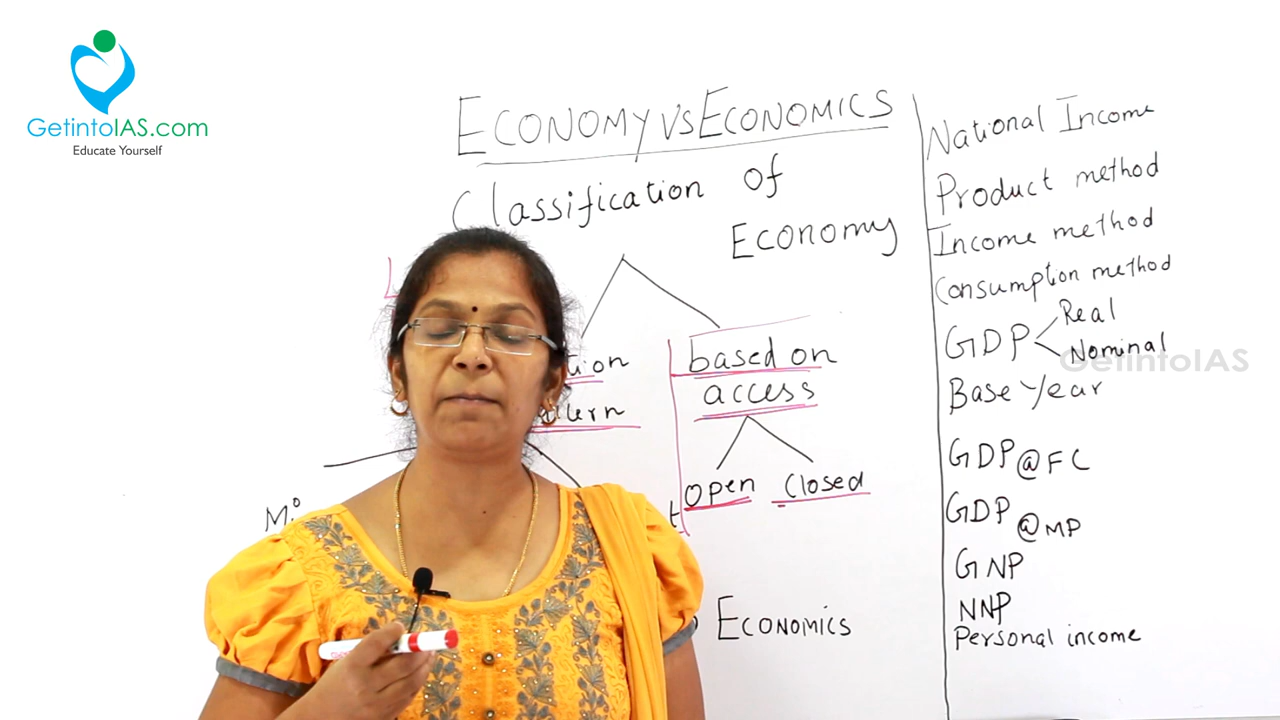 GetintoIAS.com
Educate Yourself
ECONOMY VS ECONOMICS
Classification of
Economy
based on
access
Open Closed
ECONOMICS
National Income
Product method
Income method
Consumption method
GDP Real
Nominal
GetintoIAS
Base Year
GDP @ FC
GDP @ MP
GNP
NNP
Personal income